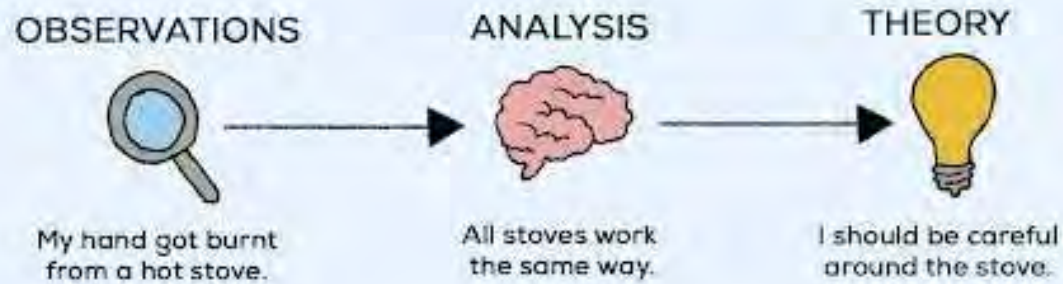 OBSERVATIONS
ANALYSIS
THEORY
My hand got burnt
from a hot stove.
All stoves work
the same way.
I should be careful
around the stove.